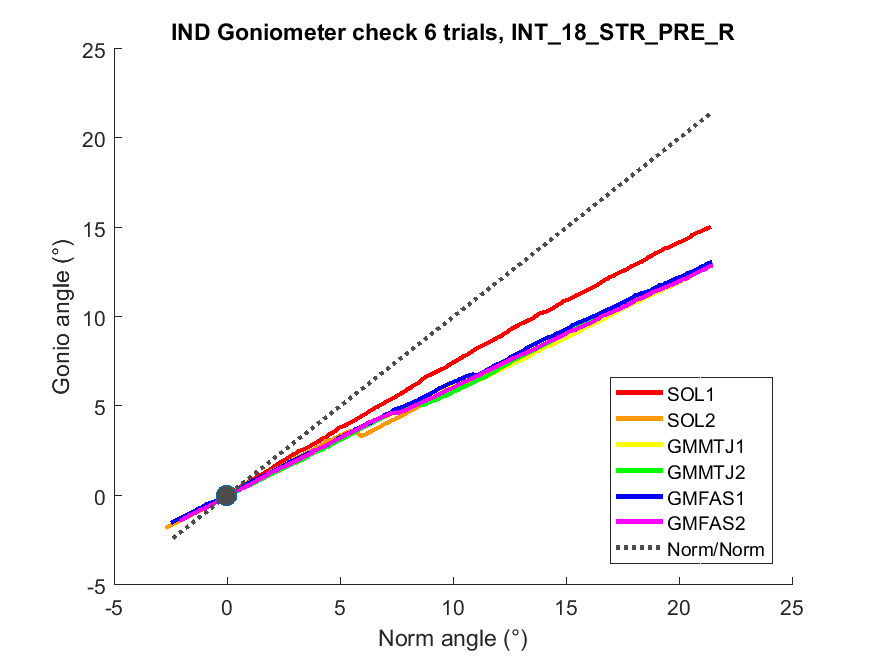 IND Goniometer check 6 trials, INT_18_STR_PRE_R
25
20
15
10
5
0
-5
Gonio angle (°)
-5 0 5 10 15 20 25
Norm angle (°)
SOL1
SOL2
GMMTJ1
GMMTJ2
GMFAS1
GMFAS2
Norm/Norm